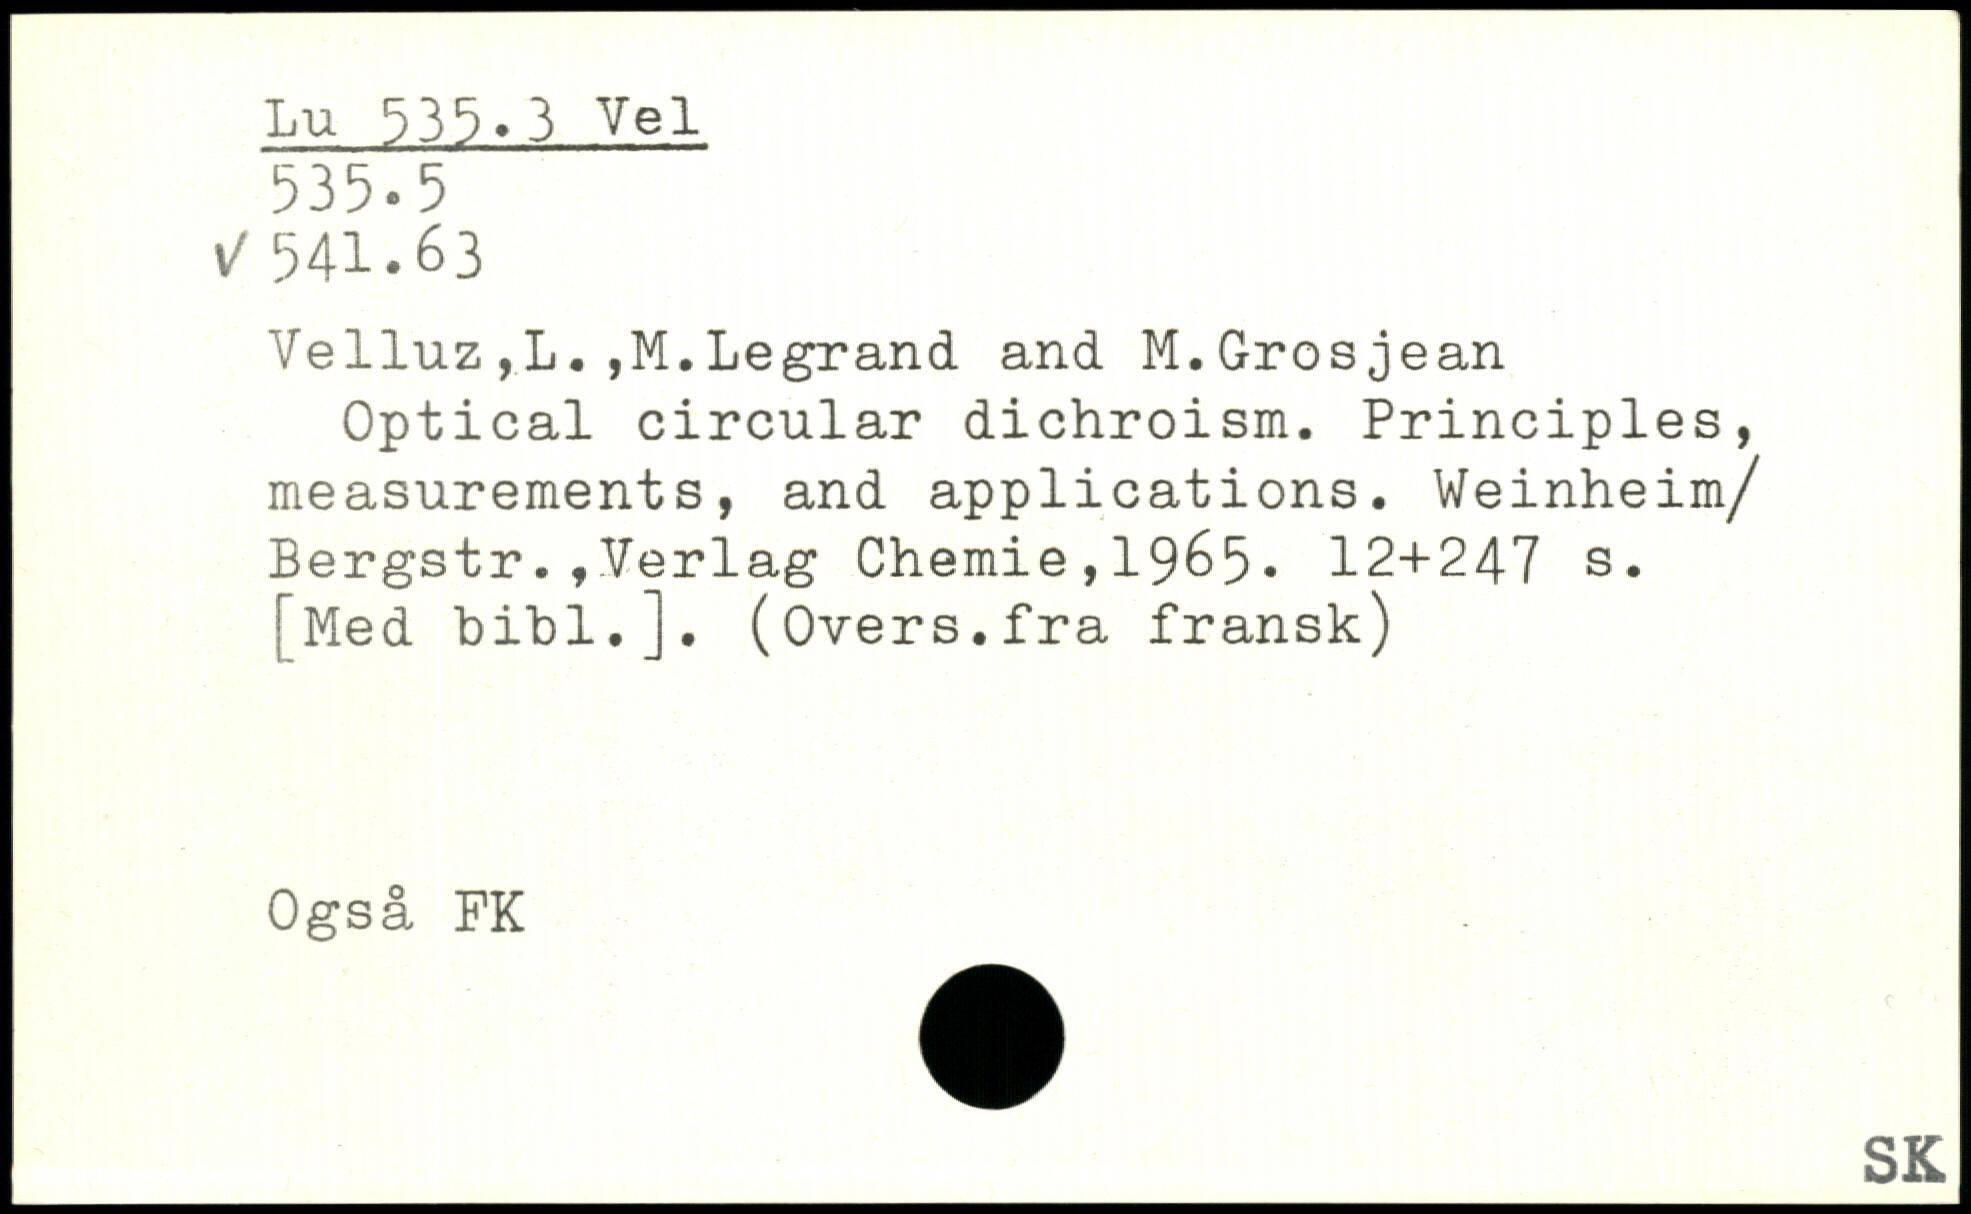 Lu 535.3 Vel
535.5
✓ 541.63
Velluz,L.,M.Legrand and M.Grosjean
Optical circular dichroism. Principles,
measurements, and applications. Weinheim/
Bergstr.,Verlag Chemie,1965. 12+247 s.
[Med bibl.]. (Overs.fra fransk)
Også FK
SK